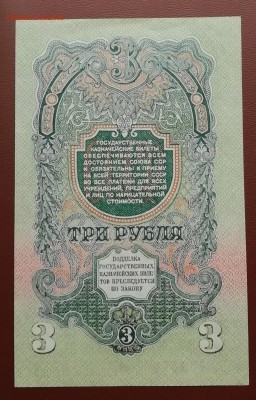 3
ГОСУДАРСТВЕННЫЕ
КАЗНАЧЕЙСКИЕ БИЛЕТЫ
ОБЕСПЕЧИВАЮТСЯ ВСЕМ
ДОСТОЯНИЕМ СОЮЗА ССР
И ОБЯЗАТЕЛЬНЫ К ПРИЕМУ
НА ВСЕЙ ТЕРРИТОРИИ СССР
ВО ВСЕ ПЛАТЕЖИ ДЛЯ ВСЕХ
УЧРЕЖДЕНИЙ, ПРЕДПРИЯТИЙ
И ЛИЦ ПО НАРИЦАТЕЛЬНОЙ
СТОИМОСТИ.
ТРИ РУБЛЯ
ПОДДЕЛКА
ГОСУДАРСТВЕННЫХ
КАЗНАЧЕЙСКИХ БИЛЕ
ТОВ ПРЕСЛЕДУЕТСЯ
ПО ЗАКОНУ
3 3 3